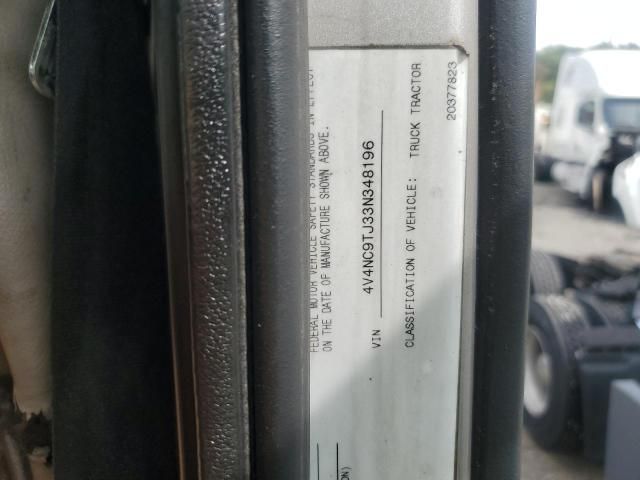 FEDERAL MOTOR VEHICLE SAFETY STANDARDS IN EFFECT
ON THE DATE OF MANUFACTURE SHOWN ABOVE.
VIN 4V4NC9TJ33N348196
CLASSIFICATION OF VEHICLE: TRUCK TRACTOR
20377823